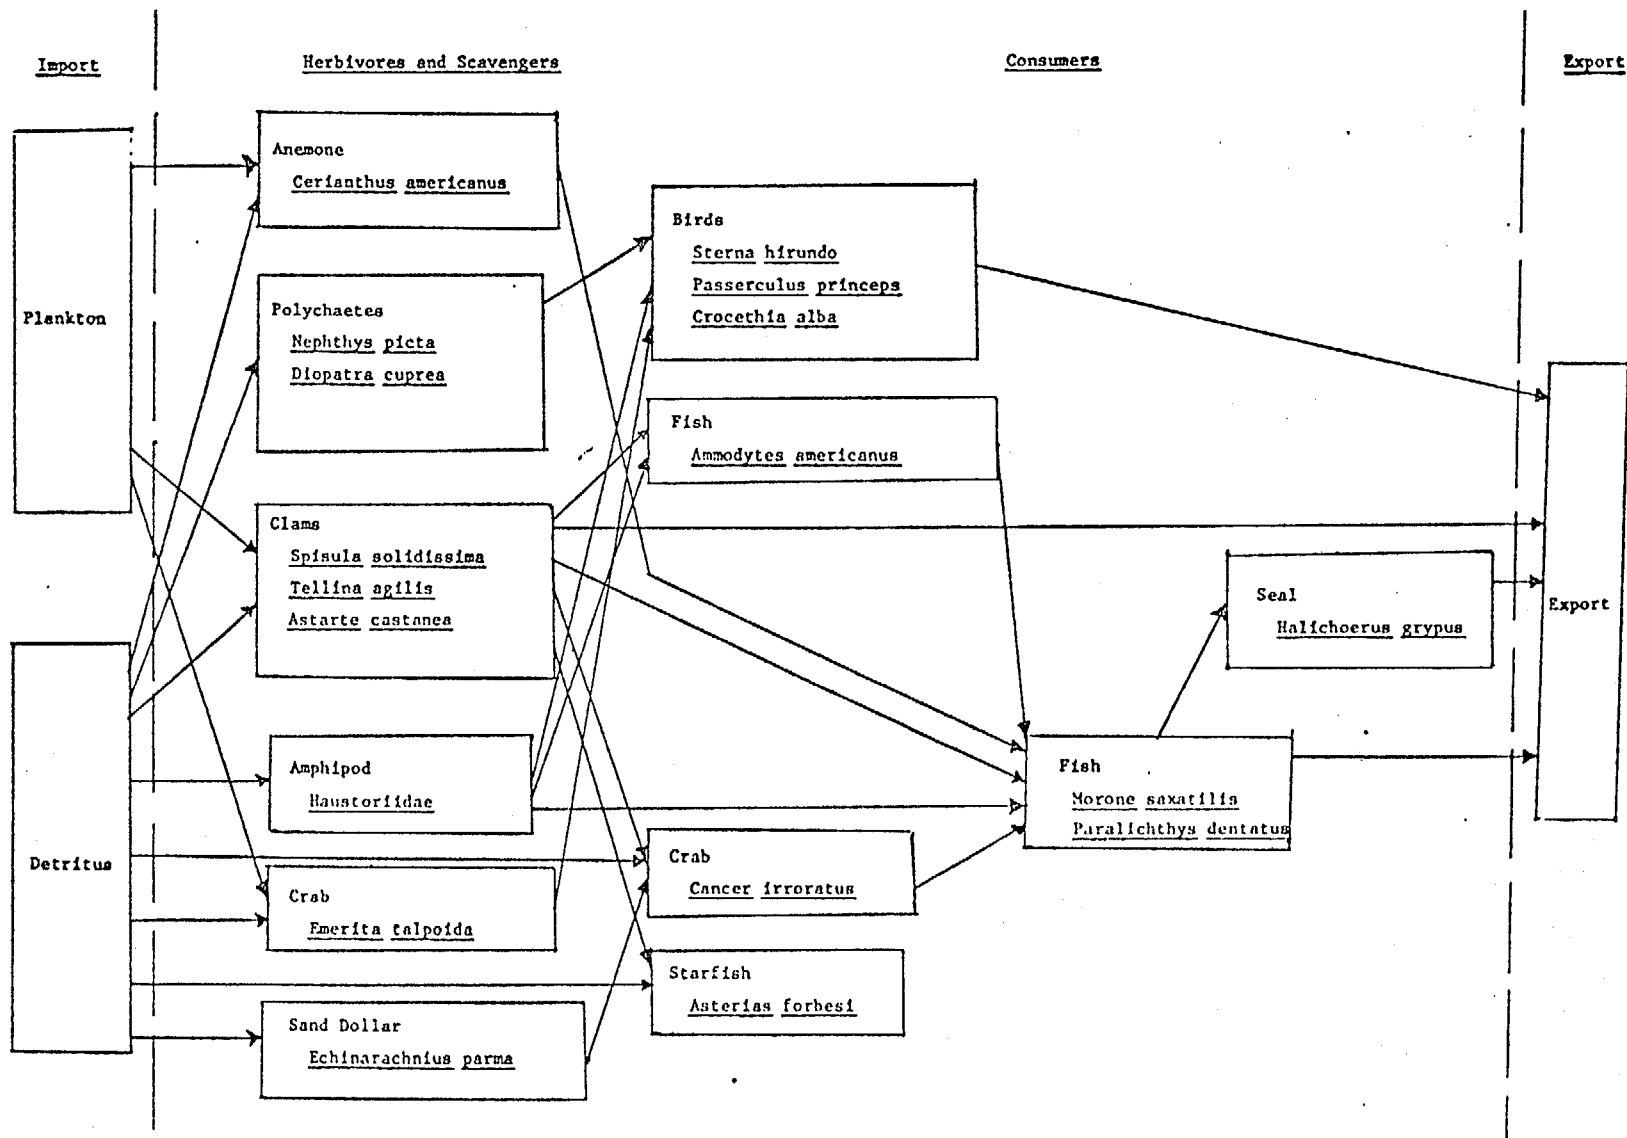 Import
Herbivores and Scavengers
Consumers
Export
Plankton
Detritus
Anemone
Cerianthus americanus
Polychaetes
Nephthys picta
Diopatra cuprea
Clams
Spisula solidissima
Tellina agilis
Astarte castanea
Amphipod
Haustoriidae
Crab
Emerita talpoida
Sand Dollar
Echinarachnius parma
Birds
Sterna hirundo
Passerculus princeps
Crocethia alba
Fish
Ammodytes americanus
Crab
Cancer irroratus
Starfish
Asterias forbesi
Fish
Morone saxatilis
Paralichthys dentatus
Seal
Halichoerus grypus
Export